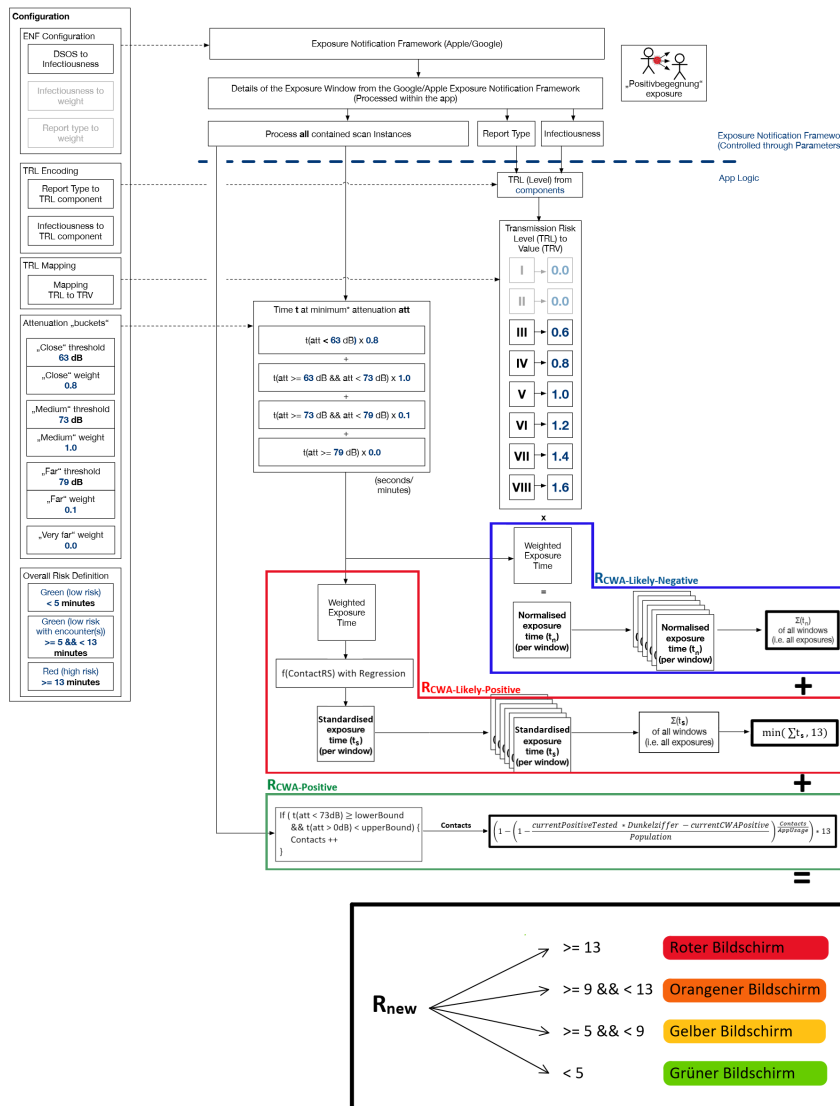 Configuration
ENF Configuration
DSOS to
Infectiousness
Infectiousness to
weight
Report type to
weight
TRL Encoding
Report Type to
TRL component
Infectiousness to
TRL component
TRL Mapping
Mapping
TRL to TRV
Attenuation „buckets“
„Close“ threshold
63 dB
„Close“ weight
0.8
„Medium“ threshold
73 dB
„Medium“ weight
1.0
„Far“ threshold
79 dB
„Far“ weight
0.1
„Very far“ weight
0.0
Overall Risk Definition
Green (low risk)
< 5 minutes
Green (low risk
with encounter(s))
>= 5 && < 13
minutes
Red (high risk)
>= 13 minutes
Exposure Notification Framework (Apple/Google)
Details of the Exposure Window from the Google/Apple Exposure Notification Framework
(Processed within the app)
Process all contained scan Instances
Report Type
Infectiousness
„Positivbegegnung“
exposure
Exposure Notification Framewo
(Controlled through Parameters
App Logic
TRL (Level) from
components
Transmission Risk
Level (TRL) to
Value (TRV)
I 0.0
II 0.0
III 0.6
IV 0.8
V 1.0
VI 1.2
VII 1.4
VIII 1.6
Time t at minimum* attenuation att
t(att < 63 dB) x 0.8
+
t(att >= 63 dB && att < 73 dB) x 1.0
+
t(att >= 73 && att < 79 dB) x 0.1
+
t(att >= 79 dB) x 0.0
(seconds/
minutes)
x
Weighted
Exposure
Time
=
Normalised
exposure
time (tn)
(per window)
Normalised
exposure
time (tn)
(per window)
RCWA-Likely-Negative
Σ(tn)
of all windows
(i.e. all exposures)
+
Weighted
Exposure
Time
f(ContactRS) with Regression
RCWA-Likely-Positive
Standardised
exposure
time (ts)
(per window)
Standardised
exposure
time (ts)
(per window)
Σ(ts)
of all windows
(i.e. all exposures)
min( ∑ts, 13)
+
RCWA-Positive
If ( t(att < 73dB) ≥ lowerBound
&& t(att > 0dB) < upperBound) {
Contacts ++
}
Contacts
(1 − (1 − (currentPositiveTested * Dunkelziffer − currentCWAPositive / Population)^(Contacts / AppUsage)) * 13
=
Rnew
>= 13 Roter Bildschirm
>= 9 && < 13 Orangener Bildschirm
>= 5 && < 9 Gelber Bildschirm
< 5 Grüner Bildschirm